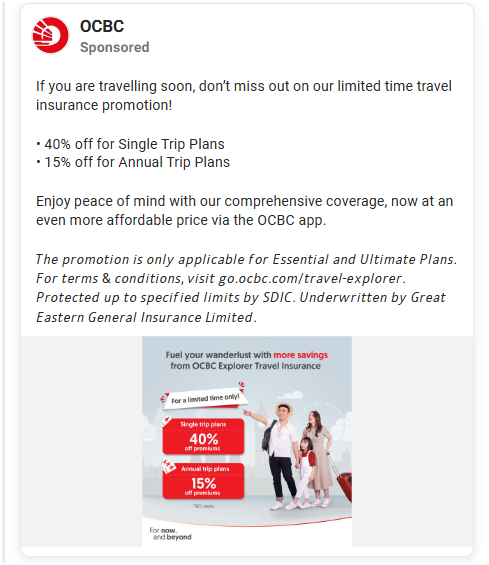 OCBC
Sponsored
If you are travelling soon, don't miss out on our limited time travel
insurance promotion!
• 40% off for Single Trip Plans
• 15% off for Annual Trip Plans
Enjoy peace of mind with our comprehensive coverage, now at an
even more affordable price via the OCBC app.
The promotion is only applicable for Essential and Ultimate Plans.
For terms & conditions, visit go.ocbc.com/travel-explorer.
Protected up to specified limits by SDIC. Underwritten by Great
Eastern General Insurance Limited.
Fuel your wanderlust with more savings
from OCBC Explorer Travel Insurance
For a limited time only!
Single trip plans
40%
off premiums
Annual trip plans
15%
off premiums
T&Cs apply.
For now,
and beyond